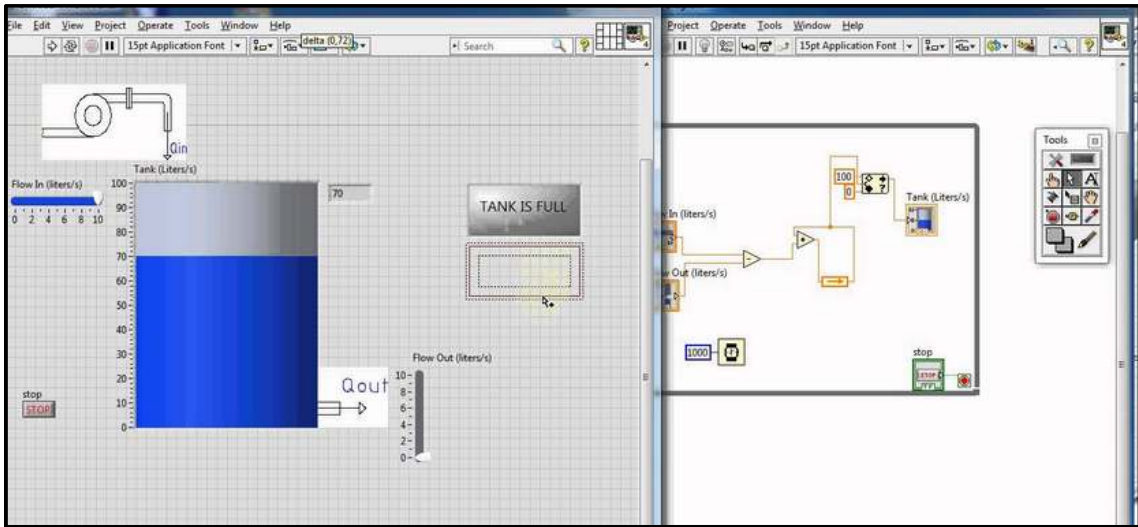 File Edit View Project Operate Tools Window Help
15pt Application Font
delta (0,72)
Search
4
Qin
Tank (Liters/s)
Flow In (liters/s)
0 2 4 6 8 10
100
90
80
70
60
50
40
30
20
10
0
70
TANK IS FULL
Qout
Flow Out (liters/s)
10
8
6
4
2
0
stop
STOP
Project Operate Tools Window Help
15pt Application Font
4
100
0
Tank (Liters/s)
In (liters/s)
Out (liters/s)
1000
stop
STOP
Tools
A